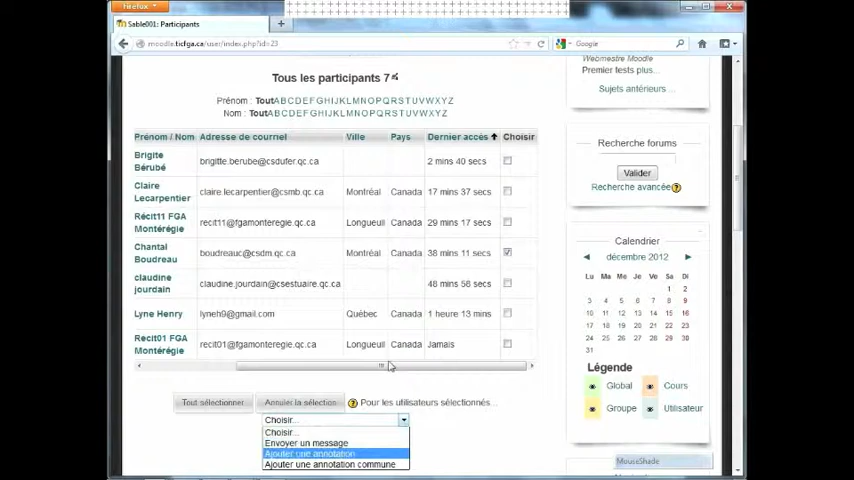 Firefox
Sable001: Participants
moodle.ticfga.ca/user/index.php?id=23
Google
Tous les participants 7
Prénom : ToutABCDEFGHIJKLMNOPQRSTUVWXYZ
Nom : ToutABCDEFGHIJKLMNOPQRSTUVWXYZ
Prénom / Nom Adresse de courriel Ville Pays Dernier accès Choisir
Brigite Bérubé brigitte.berube@csdufer.qc.ca 2 mins 40 secs
Claire Lecarpentier claire.lecarpentier@csmb.qc.ca Montréal Canada 17 mins 37 secs
Récit11 FGA Montérégie recit11@fgamonteregie.qc.ca Longueuil Canada 29 mins 17 secs
Chantal Boudreau boudreauc@csdm.qc.ca Montréal Canada 38 mins 11 secs
claudine jourdain claudine.jourdain@csestuaire.qc.ca 48 mins 58 secs
Lyne Henry lyneh9@gmail.com Québec Canada 1 heure 13 mins
Recit01 FGA Montérégie recit01@fgamonteregie.qc.ca Longueuil Canada Jamais
Tout sélectionner Annuler la sélection Pour les utilisateurs sélectionnés...
Choisir...
Choisir...
Envoyer un message
Ajouter une annotation
Ajouter une annotation commune
Webmestre Moodle
Premier tests plus...
Sujets antérieurs ...
Recherche forums
Valider
Recherche avancée
Calendrier
décembre 2012
Lu Ma Me Je Ve Sa Di
1 2
3 4 5 6 7 8 9
10 11 12 13 14 15 16
17 18 19 20 21 22 23
24 25 26 27 28 29 30
31
Légende
Global Cours
Groupe Utilisateur
MouseShade